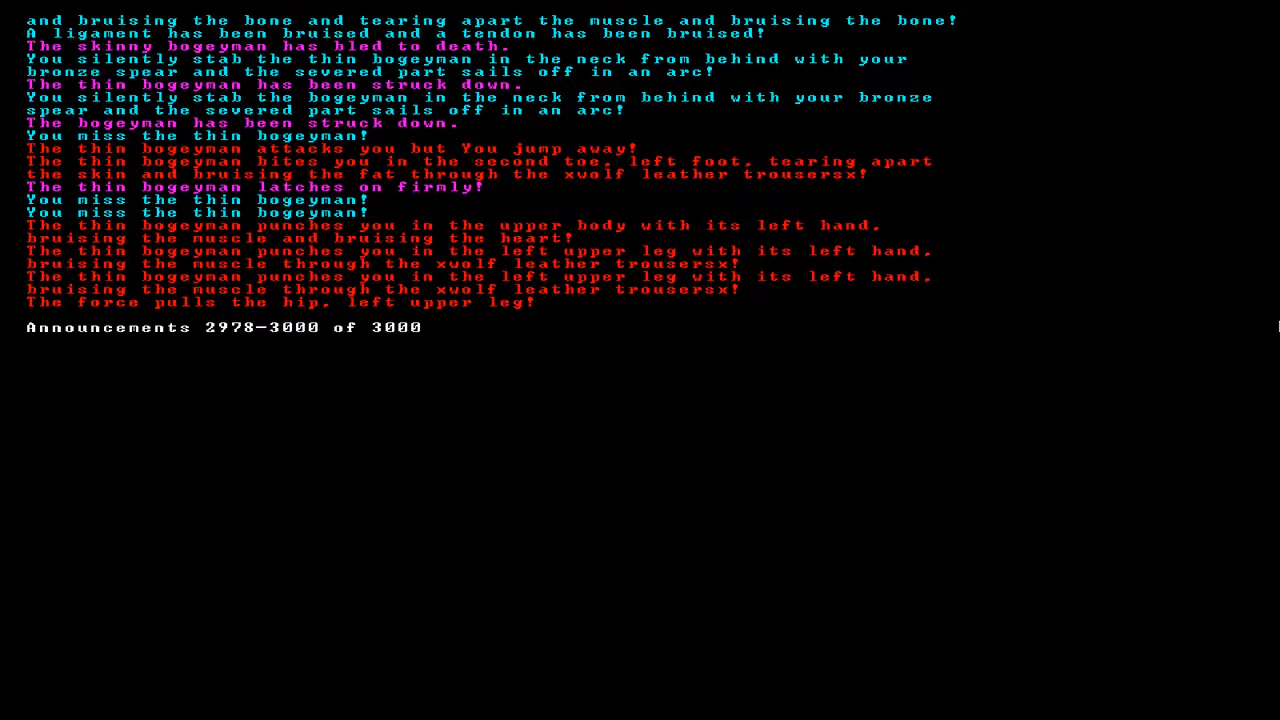 and bruising the bone and tearing apart the muscle and bruising the bone!
A ligament has been bruised and a tendon has been bruised!
The skinny bogeyman has bled to death.
You silently stab the thin bogeyman in the neck from behind with your
bronze spear and the severed part sails off in an arc!
The thin bogeyman has been struck down.
You silently stab the bogeyman in the neck from behind with your bronze
spear and the severed part sails off in an arc!
The bogeyman has been struck down.
You miss the thin bogeyman!
The thin bogeyman attacks you but You jump away!
The thin bogeyman bites you in the second toe, left foot, tearing apart
the skin and bruising the fat through the xwolf leather trousersx!
The thin bogeyman latches on firmly!
You miss the thin bogeyman!
You miss the thin bogeyman!
The thin bogeyman punches you in the upper body with its left hand,
bruising the muscle and bruising the heart!
The thin bogeyman punches you in the left upper leg with its left hand,
bruising the muscle through the xwolf leather trousersx!
The thin bogeyman punches you in the left upper leg with its left hand,
bruising the muscle through the xwolf leather trousersx!
The force pulls the hip, left upper leg!
Announcements 2978-3000 of 3000